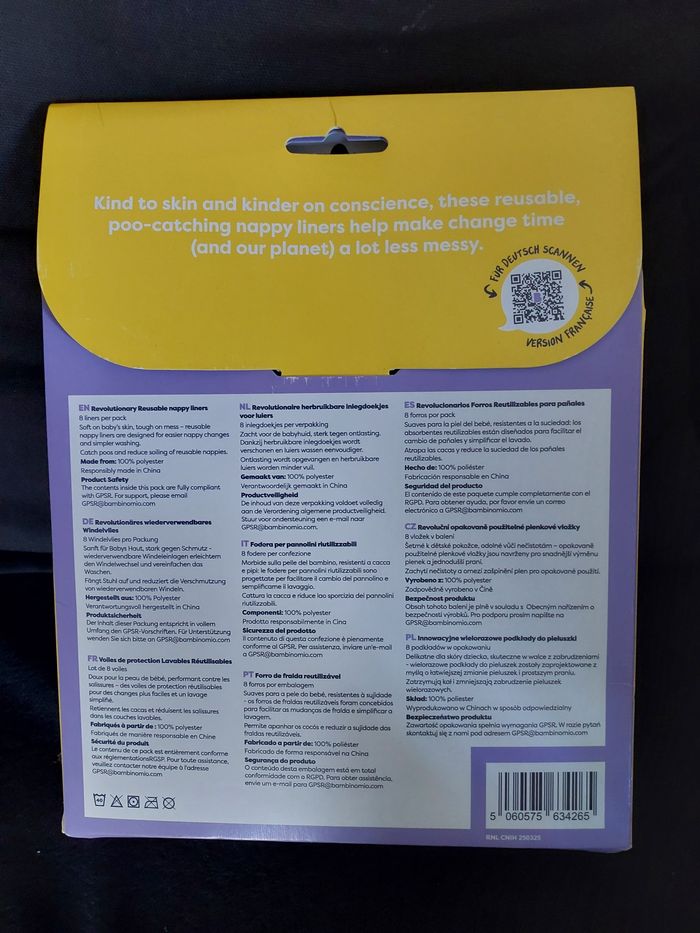 Kind to skin and kinder on conscience, these reusable,
poo-catching nappy liners help make change time
(and our planet) a lot less messy.
FÜR DEUTSCH SCANNEN
VERSION FRANÇAISE
EN Revolutionary Reusable nappy liners
8 liners per pack
Soft on baby's skin, tough on mess – reusable
nappy liners are designed for easier nappy changes
and simpler washing.
Catch poos and reduce soiling of reusable nappies.
Made from: 100% polyester
Responsibly made in China
Product Safety
The contents inside this pack are fully compliant
with GPSR. For support, please email
GPSR@bambinomio.com
DE Revolutionäres wiederverwendbares
Windelvlies
8 Windelvlies pro Packung
Sanft für Babys Haut, stark gegen Schmutz -
wiederverwendbare Windeleinlagen erleichtern
den Windelwechsel und vereinfachen das
Waschen.
Fängt Stuhl auf und reduziert die Verschmutzung
von wiederverwendbaren Windeln.
Hergestellt aus: 100% Polyester
Verantwortungsvoll hergestellt in China
Produktsicherheit
Der Inhalt dieser Packung entspricht in vollem
Umfang den GSR-Vorschriften. Für Unterstützung
wenden Sie sich bitte an GPSR@bambinomio.com
FR Voiles de protection Lavables Réutilisables
Lot de 8 voiles
Doux pour la peau de bébé, performant contre les
salissures – des voiles de protection réutilisables
pour des changes plus faciles et un lavage
simplifié.
Retiennent les cacas et réduisent les salissures
dans les couches lavables.
Fabriqués à partir de : 100% polyester
Fabriqués de manière responsable en Chine
Sécurité du produit
Le contenu de ce pack est entièrement conforme
aux réglementationsRGSP. Pour toute assistance,
veuillez contacter notre équipe à l'adresse
GPSR@bambinomio.com
40
NL Revolutionaire herbruikbare inlegdoekjes
voor luiers
8 inlegdoekjes per verpakking
Zacht voor de babyhuid, sterk tegen ontlasting.
Dankzij herbruikbare inlegdoekjes wordt
verschonen en luiers wassen eenvoudiger.
Ontlasting wordt opgevangen en herbruikbare
luiers worden minder vuil.
Gemaakt van: 100% polyester
Verantwoordelijk gemaakt in China
Productveiligheid
De inhoud van deze verpakking voldoet volledig
aan de Verordening algemene productveiligheid.
Stuur voor ondersteuning een e-mail naar
GPSR@bambinomio.com.
IT Fodera per pannolini riutilizzabili
8 fodere per confezione
Morbide sulla pelle del bambino, resistenti a cacca
e pipì: le fodere per pannolini riutilizzabili sono
progettate per facilitare il cambio del pannolino e
semplificarne il lavaggio.
Cattura la cacca e riduce lo sporcizia dei pannolini
riutilizzabili.
Componenti: 100% polyester
Prodotto responsabilmente in Cina
Sicurezza del prodotto
Il contenuto di questa confezione è pienamente
conforme al GPSR. Per assistenza, inviare un'e-mail
a GPSR@bambinomio.com
PT Forro de fralda reutilizzável
8 forros por embalagem
Suaves para a pele do bebé, resistentes à sujidade
- os forros de fraldas reutilizáveis foram concebidos
para facilitar as mudanças de fralda e simplificar a
lavagem.
Permite apanhar os cocós e reduzir a sujidade das
fraldas reutilizáveis.
Fabricado a partir de: 100% poliéster
Fabricado de forma responsável na China
Segurança do produto
O conteúdo desta embalagem está em total
conformidade com o RGPD. Para obter assistência,
envie um e-mail para GPSR@bambinomio.com
ES Revolucionarios Forros Reutilizables para pañales
8 forros por pack
Suaves para la piel del bebé, resistentes a la suciedad: los
absorbentes reutilizables están diseñados para facilitar el
cambio de pañales y simplificar el lavado.
Atrapa las cacas y reduce la suciedad de los pañales
reutilizables.
Hecho de: 100% poliéster
Fabricación responsable en China
Seguridad del producto
El contenido de este paquete cumple completamente con el
RGPD. Para obtener ayuda, por favor envíe un correo
electrónico a GPSR@bambinomio.com
CZ Revoluční opakovaně použitelné plenkové vložky
8 vložek v balení
Šetrné k dětské pokožce, odolné vůči nečistotám – opakovaně
použitelné plenkové vložky jsou navrženy pro snadnější výměnu
plenek a jednodušší praní.
Zachytí nečistoty a omezí zašpinění plen pro opakované použití.
Vyrobeno z: 100% polyester
Zodpovědně vyrobeno v Číně
Bezpečnost produktu
Obsah tohoto balení je plně v souladu s Obecným nařízením o
bezpečnosti výrobků. Pro podporu prosím napište na
GPSR@bambinomio.com
PL Innowacyjne wielorazowe podkłady do pieluszki
8 podkładów w opakowaniu
Delikatne dla skóry dziecka, skuteczne w walce z zabrudzeniami
- wielorazowe podkłady do pieluszek zostały zaprojektowane z
myślą o łatwiejszej zmianie pieluszek i prostszym praniu.
Zatrzymują kał i zmniejszają zabrudzenie pieluszek
wielorazowych.
Skład: 100% poliester
Wyprodukowano w Chinach w sposób odpowiedzialny
Bezpieczeństwo produktu
Zawartość opakowania spełnia wymagania GPSR. W razie pytań
skontaktuj się z nami pod adresem GPSR@bambinomio.com
5 060575 634265
RNL CNIH 250325